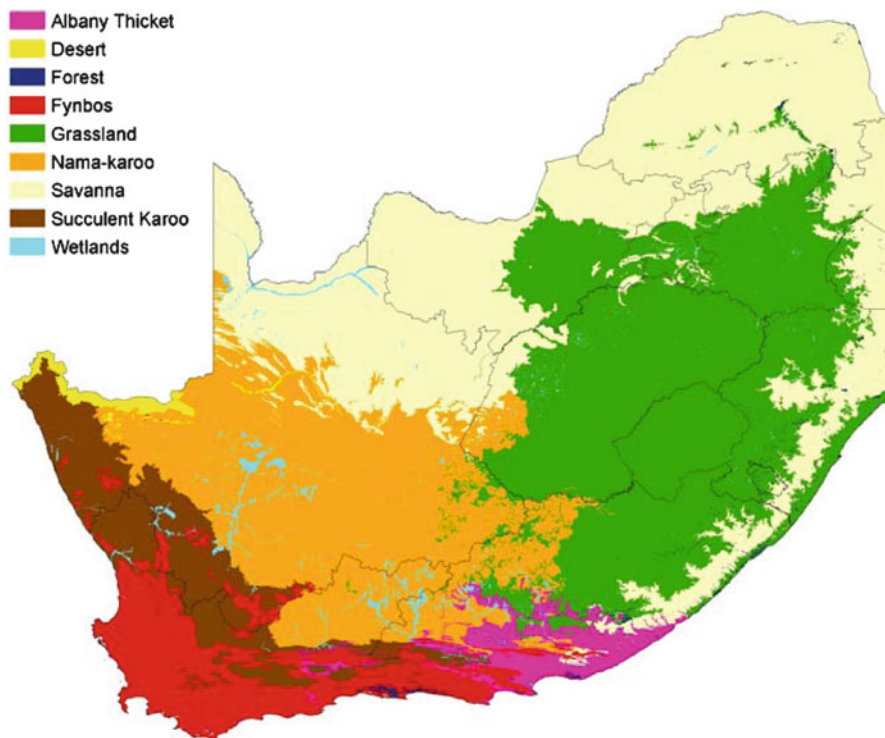 Albany Thicket
Desert
Forest
Fynbos
Grassland
Nama-karoo
Savanna
Succulent Karoo
Wetlands